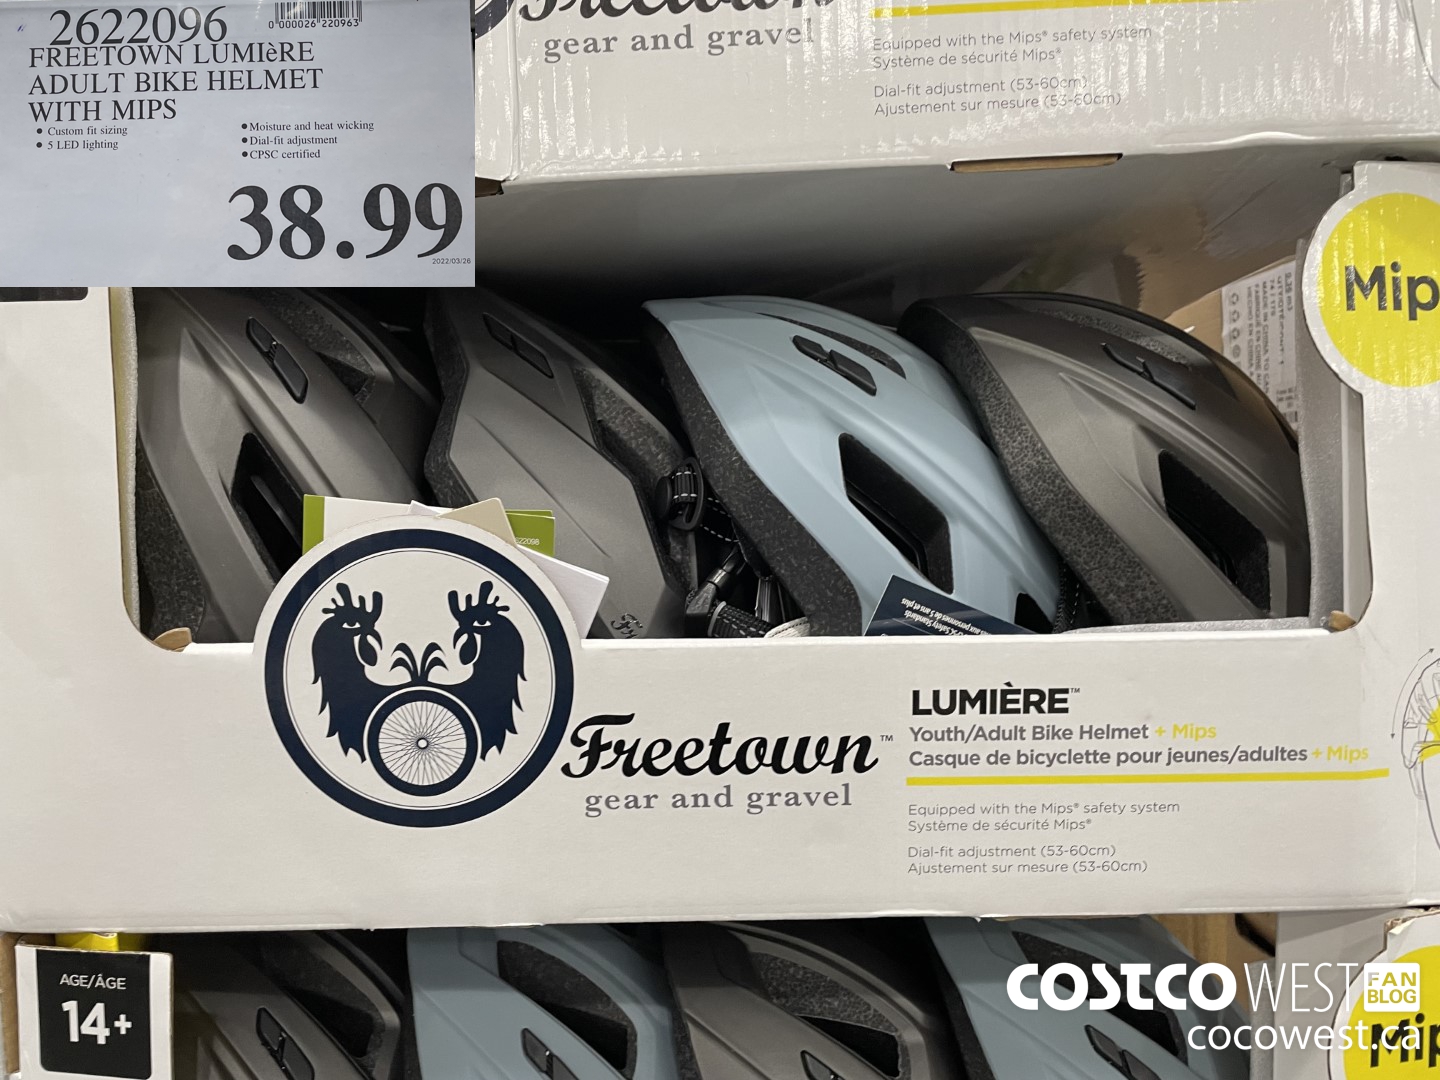 2622096
0 000026 220963
FREETOWN LUMIèRE
ADULT BIKE HELMET
WITH MIPS
• Custom fit sizing
• 5 LED lighting
• Moisture and heat wicking
• Dial-fit adjustment
• CPSC certified
38.99
2022/03/26
Freetown
gear and gravel
Equipped with the Mips® safety system
Système de sécurité Mips®
Dial-fit adjustment (53-60cm)
Ajustement sur mesure (53-60cm)
Mip
622098
Freetown™
gear and gravel
LUMIÈRE™
Youth/Adult Bike Helmet + Mips
Casque de bicyclette pour jeunes/adultes + Mips
Equipped with the Mips® safety system
Système de sécurité Mips®
Dial-fit adjustment (53-60cm)
Ajustement sur mesure (53-60cm)
AGE/ÂGE
14+
COSTCO WEST FAN BLOG
cocowest.ca
Mip